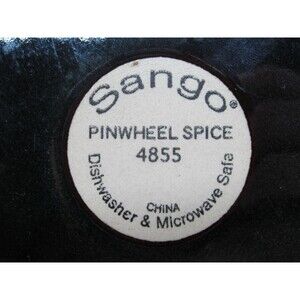 Sango®
PINWHEEL SPICE
4855
CHINA
Dishwasher & Microwave Safe